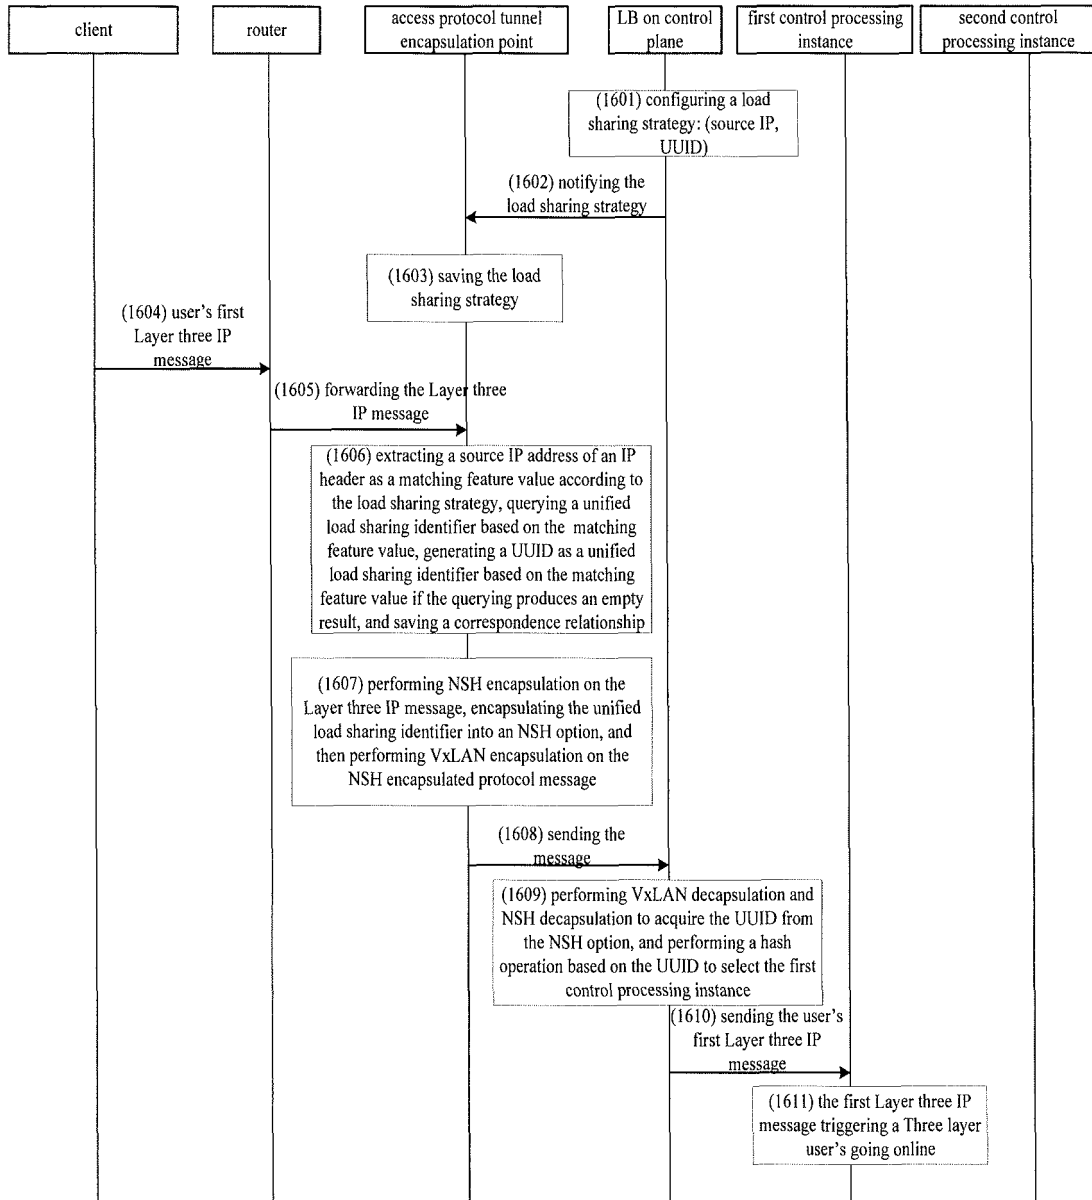 client
router
access protocol tunnel
encapsulation point
LB on control
plane
first control processing
instance
second control
processing instance
(1601) configuring a load
sharing strategy: (source IP,
UUID)
(1602) notifying the
load sharing strategy
(1603) saving the load
sharing strategy
(1604) user's first
Layer three IP
message
(1605) forwarding the Layer three
IP message
(1606) extracting a source IP address of an IP
header as a matching feature value according to
the load sharing strategy, querying a unified
load sharing identifier based on the matching
feature value, generating a UUID as a unified
load sharing identifier based on the matching
feature value if the querying produces an empty
result, and saving a correspondence relationship
(1607) performing NSH encapsulation on the
Layer three IP message, encapsulating the unified
load sharing identifier into an NSH option, and
then performing VxLAN encapsulation on the
NSH encapsulated protocol message
(1608) sending the
message
(1609) performing VxLAN decapsulation and
NSH decapsulation to acquire the UUID from
the NSH option, and performing a hash
operation based on the UUID to select the first
control processing instance
(1610) sending the user's
first Layer three IP
message
(1611) the first Layer three IP
message triggering a Three layer
user's going online